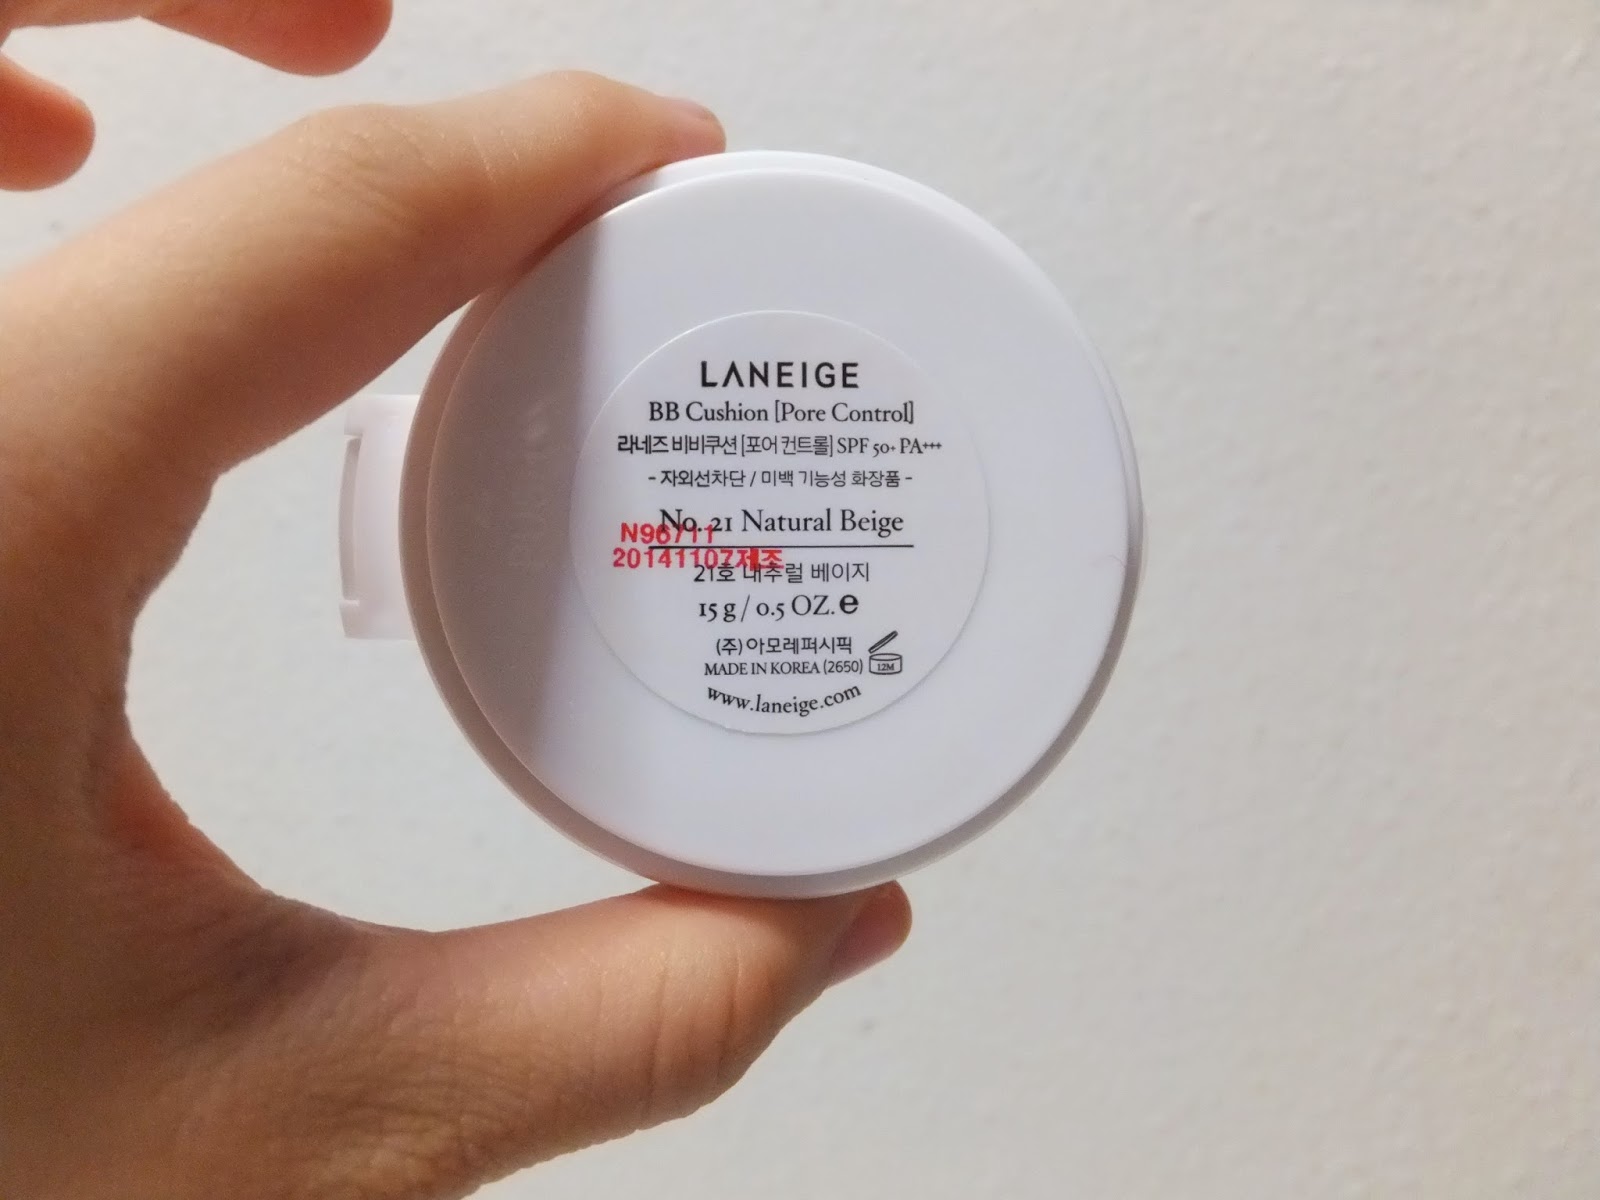 LANEIGE
BB Cushion [Pore Control]
라네즈 비비쿠션 [포어 컨트롤] SPF 50+ PA+++
- 자외선차단 / 미백 기능성 화장품 -
No. 21 Natural Beige
N96711
20141107제조
21호 내추럴 베이지
15 g / 0.5 OZ. e
(주)아모레퍼시픽
MADE IN KOREA (2650) 12M
www.laneige.com